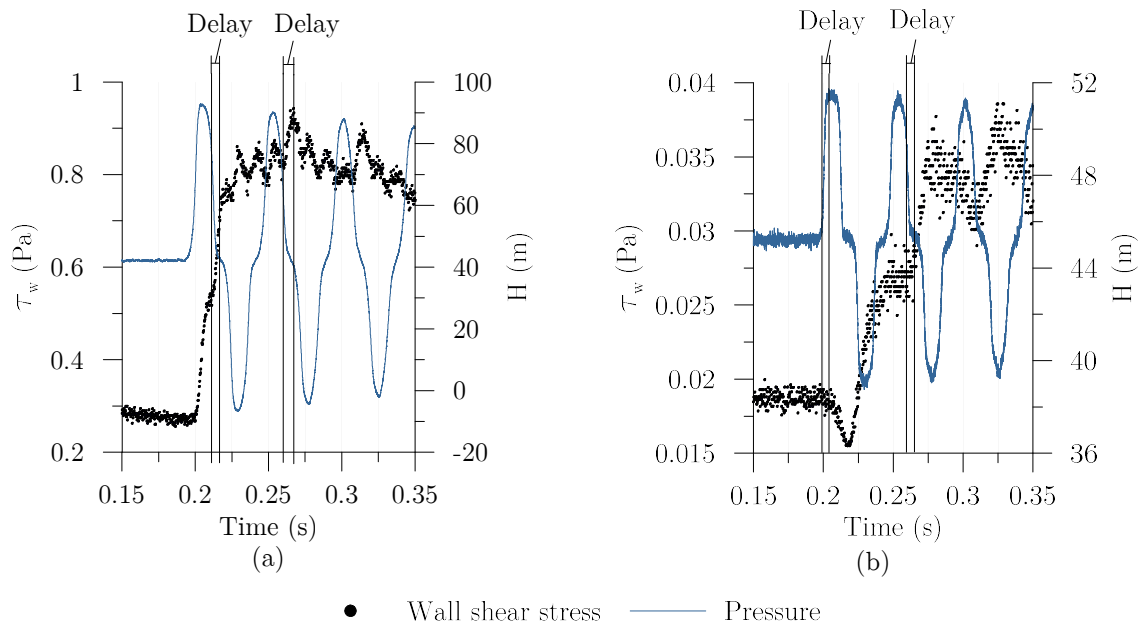 Delay Delay
1 100
0.8 80
60
0.6 40
20
0.4 0
0.2 -20
τw (Pa)
H (m)
0.15 0.2 0.25 0.3 0.35
Time (s)
(a)
Delay Delay
0.04 52
0.035
48
0.03
44
0.025
40
0.02
0.015 36
τw (Pa)
H (m)
0.15 0.2 0.25 0.3 0.35
Time (s)
(b)
Wall shear stress Pressure